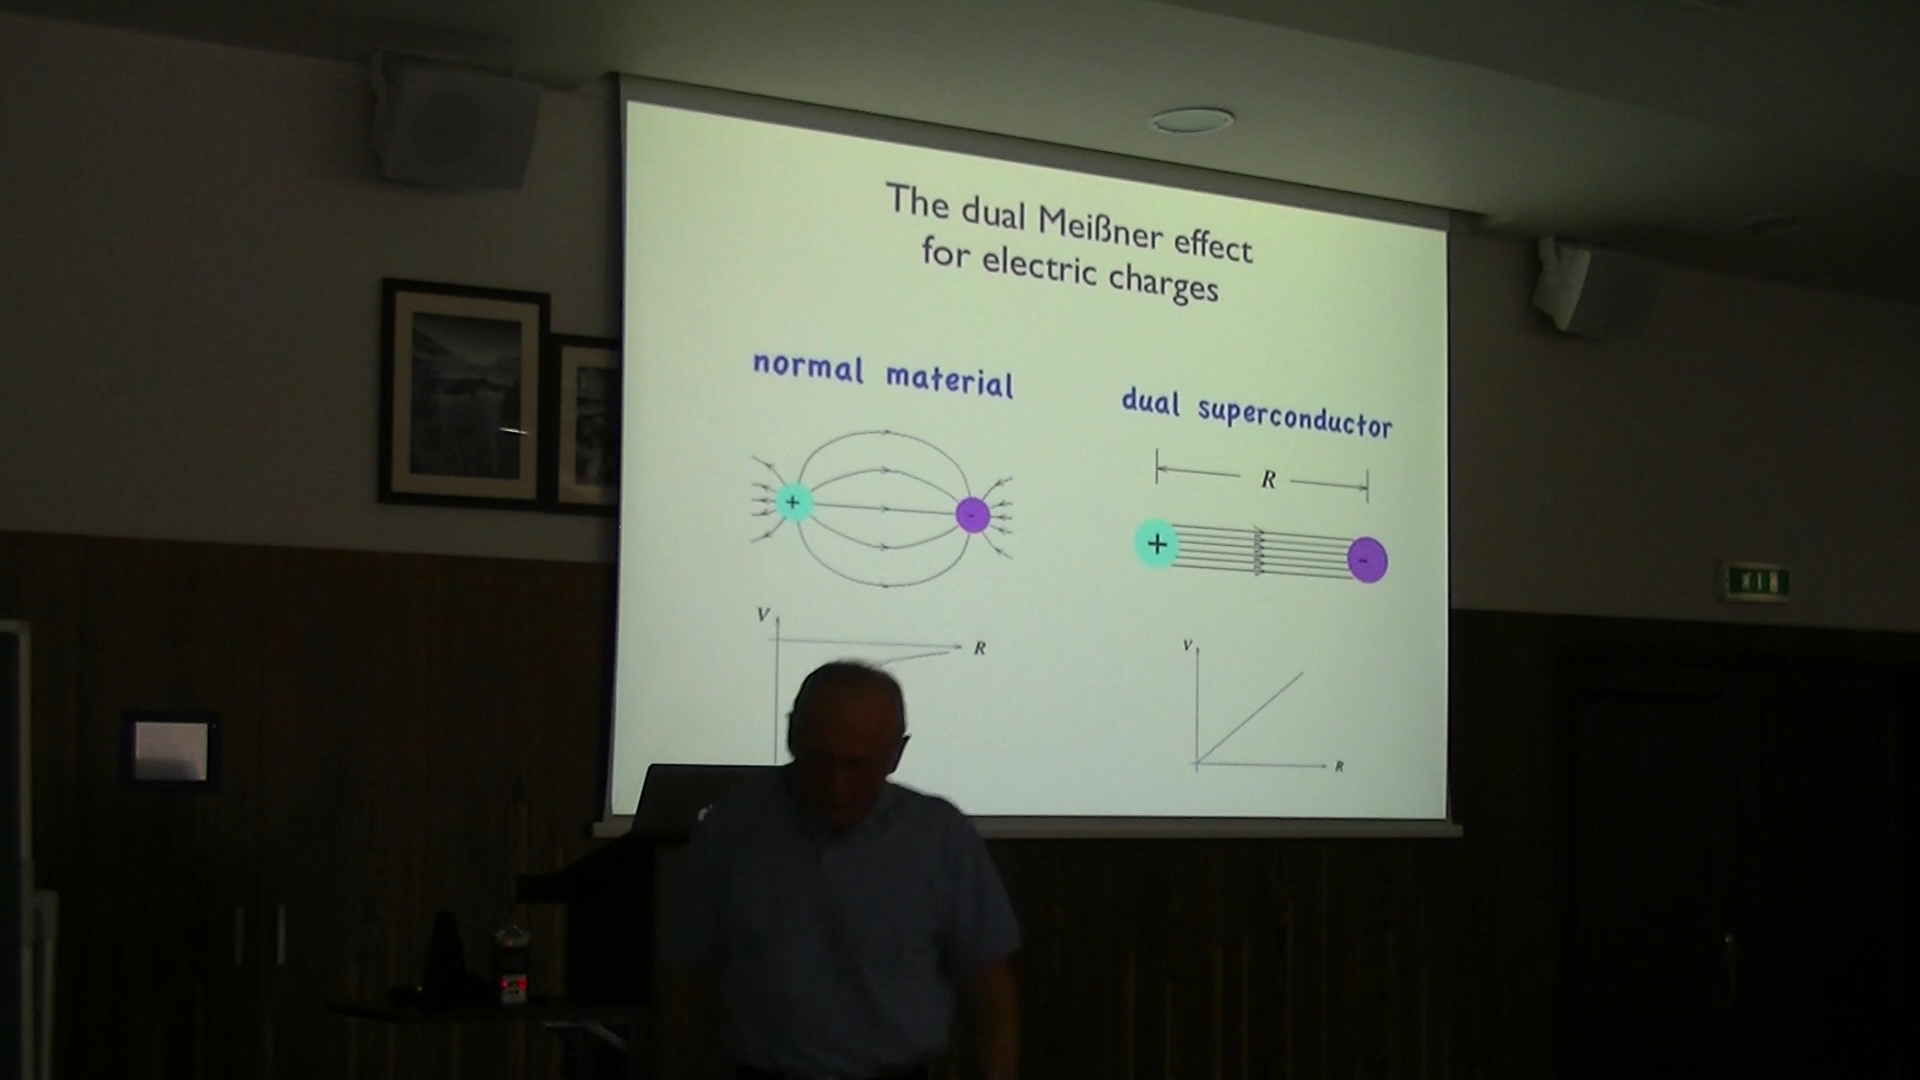 The dual Meißner effect
for electric charges
normal material
dual superconductor
R
+
-
+
-
V
R
V
R